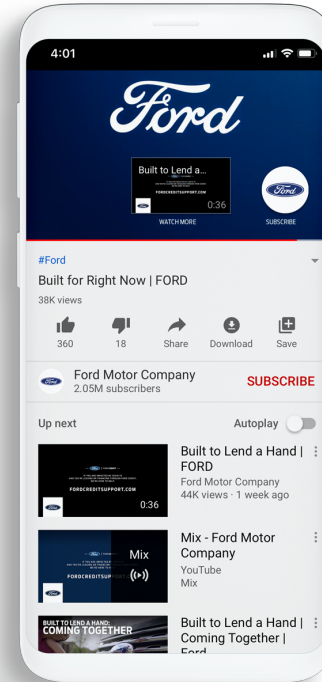 4:01
Ford
Built to Lend a...
FORDCREDITSUPPORT.COM
0:36
Ford
WATCH MORE
SUBSCRIBE
#Ford
Built for Right Now | FORD
38K views
360
18
Share
Download
Save
Ford Motor Company
2.05M subscribers
SUBSCRIBE
Up next
Autoplay
Built to Lend a Hand |
FORD
Ford Motor Company
44K views · 1 week ago
FORDCREDITSUPPORT.COM
0:36
Mix - Ford Motor
Company
YouTube
Mix
Mix
FORDCREDITSUP
BUILT TO LEND A HAND:
COMING TOGETHER
Built to Lend a Hand |
Coming Together |
Ford